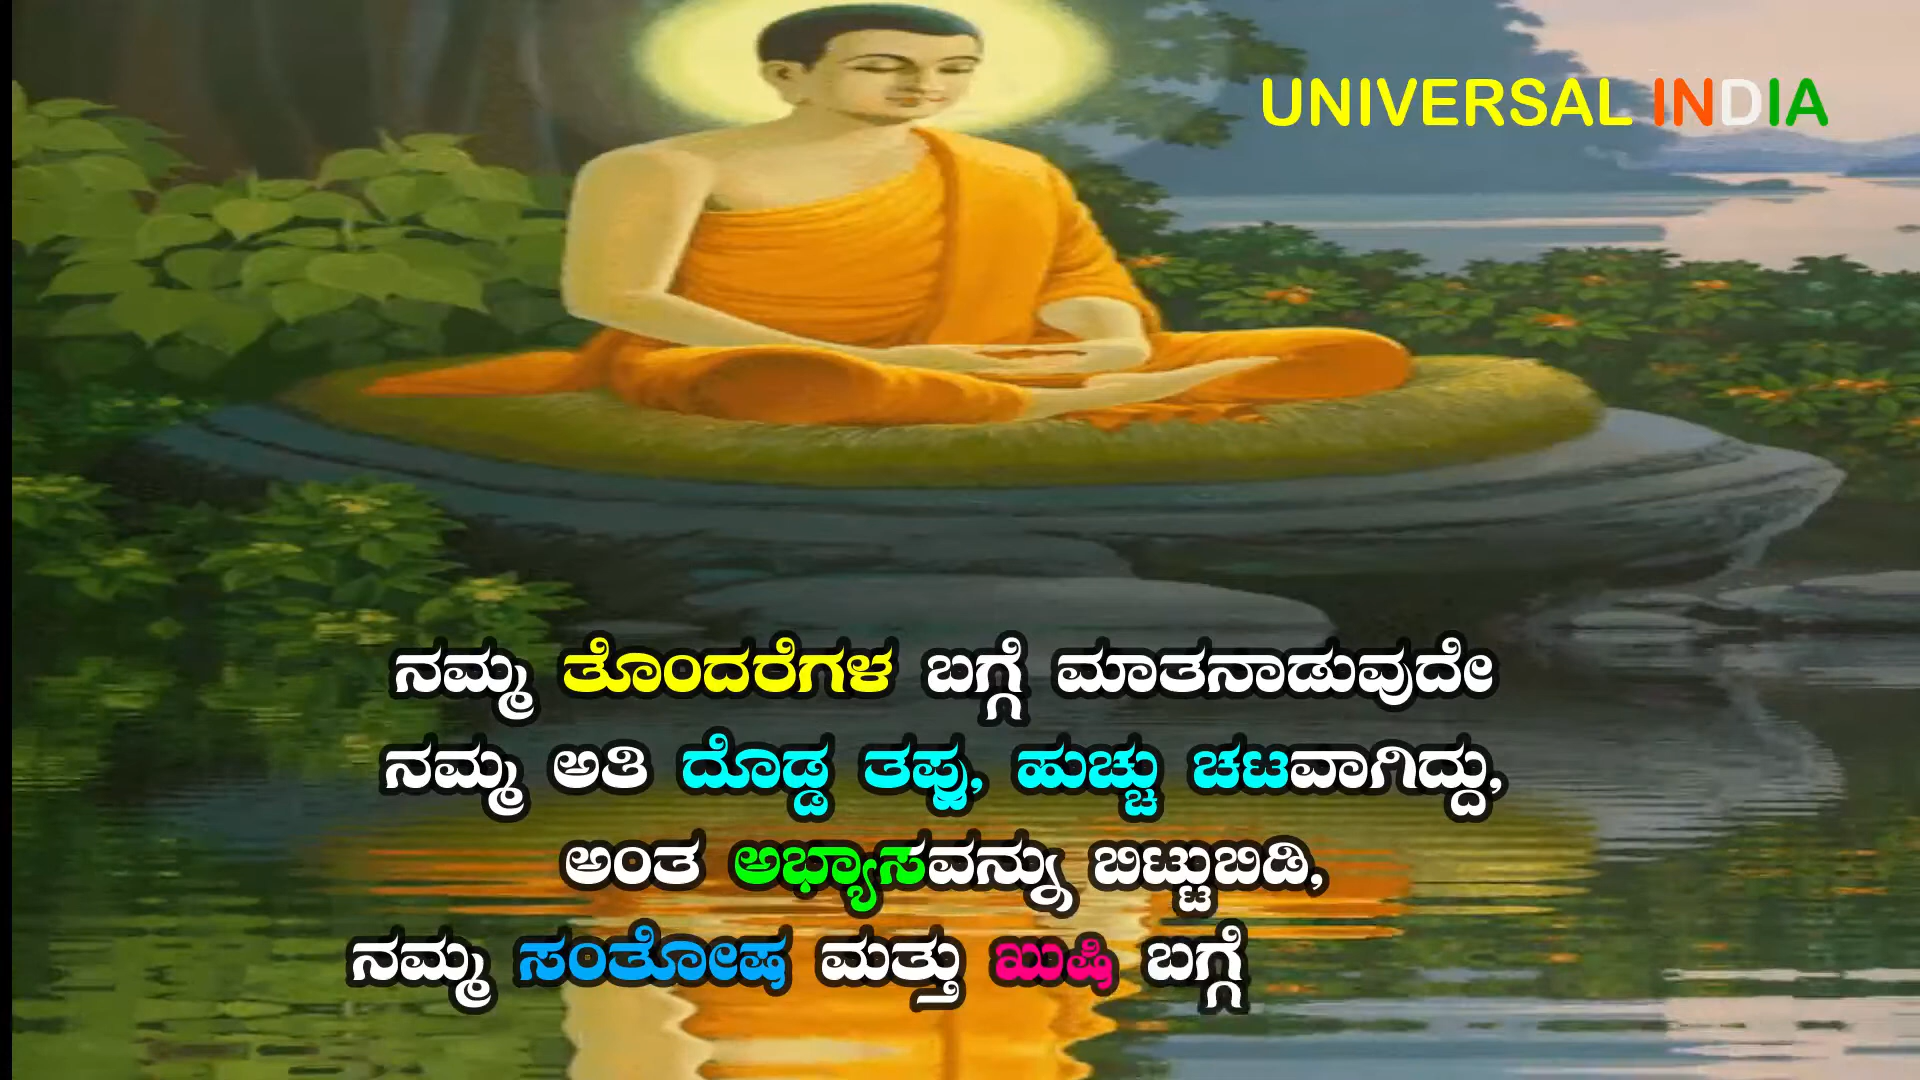 UNIVERSAL INDIA
ನಮ್ಮ ತೊಂದರೆಗಳ ಬಗ್ಗೆ ಮಾತನಾಡುವುದೇ
ನಮ್ಮ ಅತಿ ದೊಡ್ಡ ತಪ್ಪು, ಹುಚ್ಚು ಚಟವಾಗಿದ್ದು,
ಅಂತ ಅಭ್ಯಾಸವನ್ನು ಬಿಟ್ಟುಬಿಡಿ,
ನಮ್ಮ ಸಂತೋಷ ಮತ್ತು ಖುಷಿ ಬಗ್ಗೆ